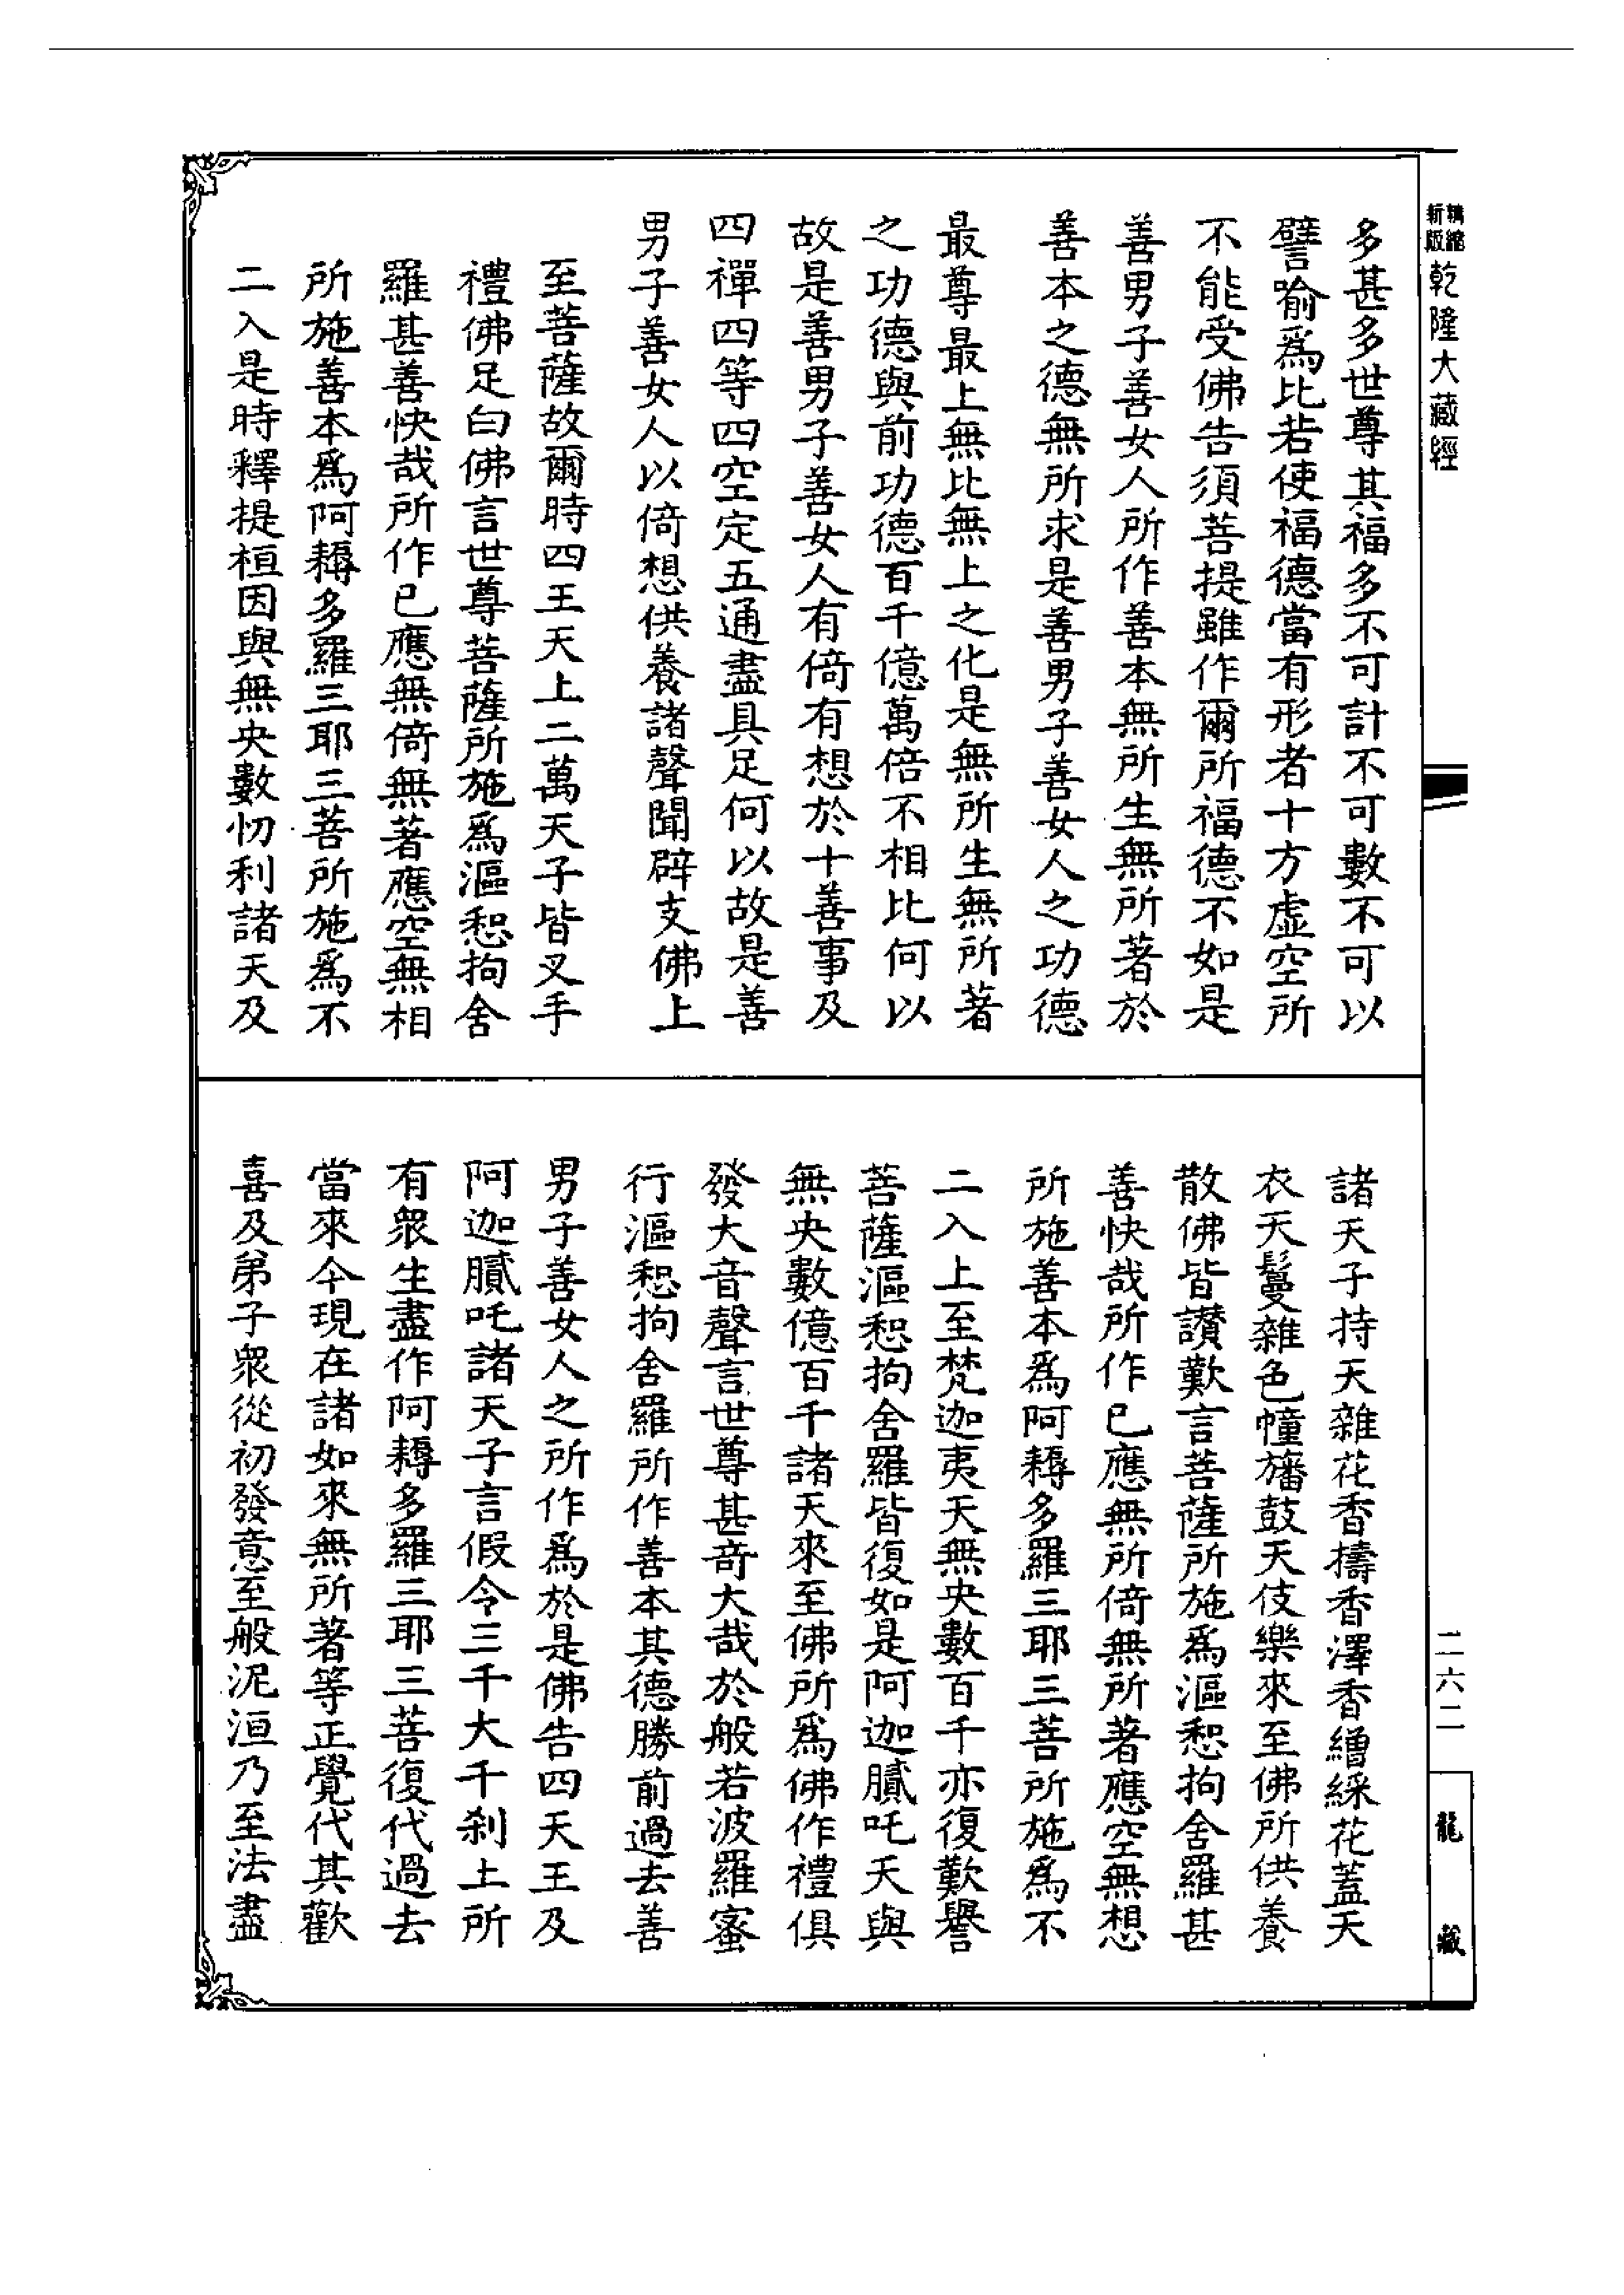 精縮新版乾隆大藏經
多甚多世尊其福多不可計不可數不可以
譬喻爲比若使福德當有形者十方虛空所
不能受佛告須菩提雖作爾所福德不如是
善男子善女人所作善本無所生無所著於
善本之德無所求是善男子善女人之功德
最尊最上無比無上之化是無所生無所著
之功德與前功德百千億萬倍不相比何以
故是善男子善女人有倚有想於十善事及
四禪四等四空定五通盡具足何以故是善
男子善女人以倚想供養諸聲聞辟支佛上
至菩薩故爾時四王天上二萬天子皆叉手
禮佛足白佛言世尊菩薩所施爲漚惒拘舍
羅甚善快哉所作已應無倚無著應空無相
所施善本爲阿耨多羅三耶三菩所施爲不
二入是時釋提桓因與無央數忉利諸天及
諸天子持天雜花香擣香澤香繒綵花蓋天
衣天鬘雜色幢旛鼓天伎樂來至佛所供養
散佛皆讚歎言菩薩所施爲漚惒拘舍羅甚
善快哉所作已應無所倚無所著應空無想
所施善本爲阿耨多羅三耶三菩所施爲不
二入上至梵迦夷天無央數百千亦復歎譽
菩薩漚惒拘舍羅皆復如是阿迦膩吒天與
無央數億百千諸天來至佛所爲佛作禮俱
發大音聲言世尊甚奇大哉於般若波羅蜜
行漚惒拘舍羅所作善本其德勝前過去善
男子善女人之所作爲於是佛告四天王及
阿迦膩吒諸天子言假令三千大千刹上所
有衆生盡作阿耨多羅三耶三菩復代過去
當來今現在諸如來無所著等正覺代其歡
喜及弟子衆從初發意至般泥洹乃至法盡
二六二
龍藏